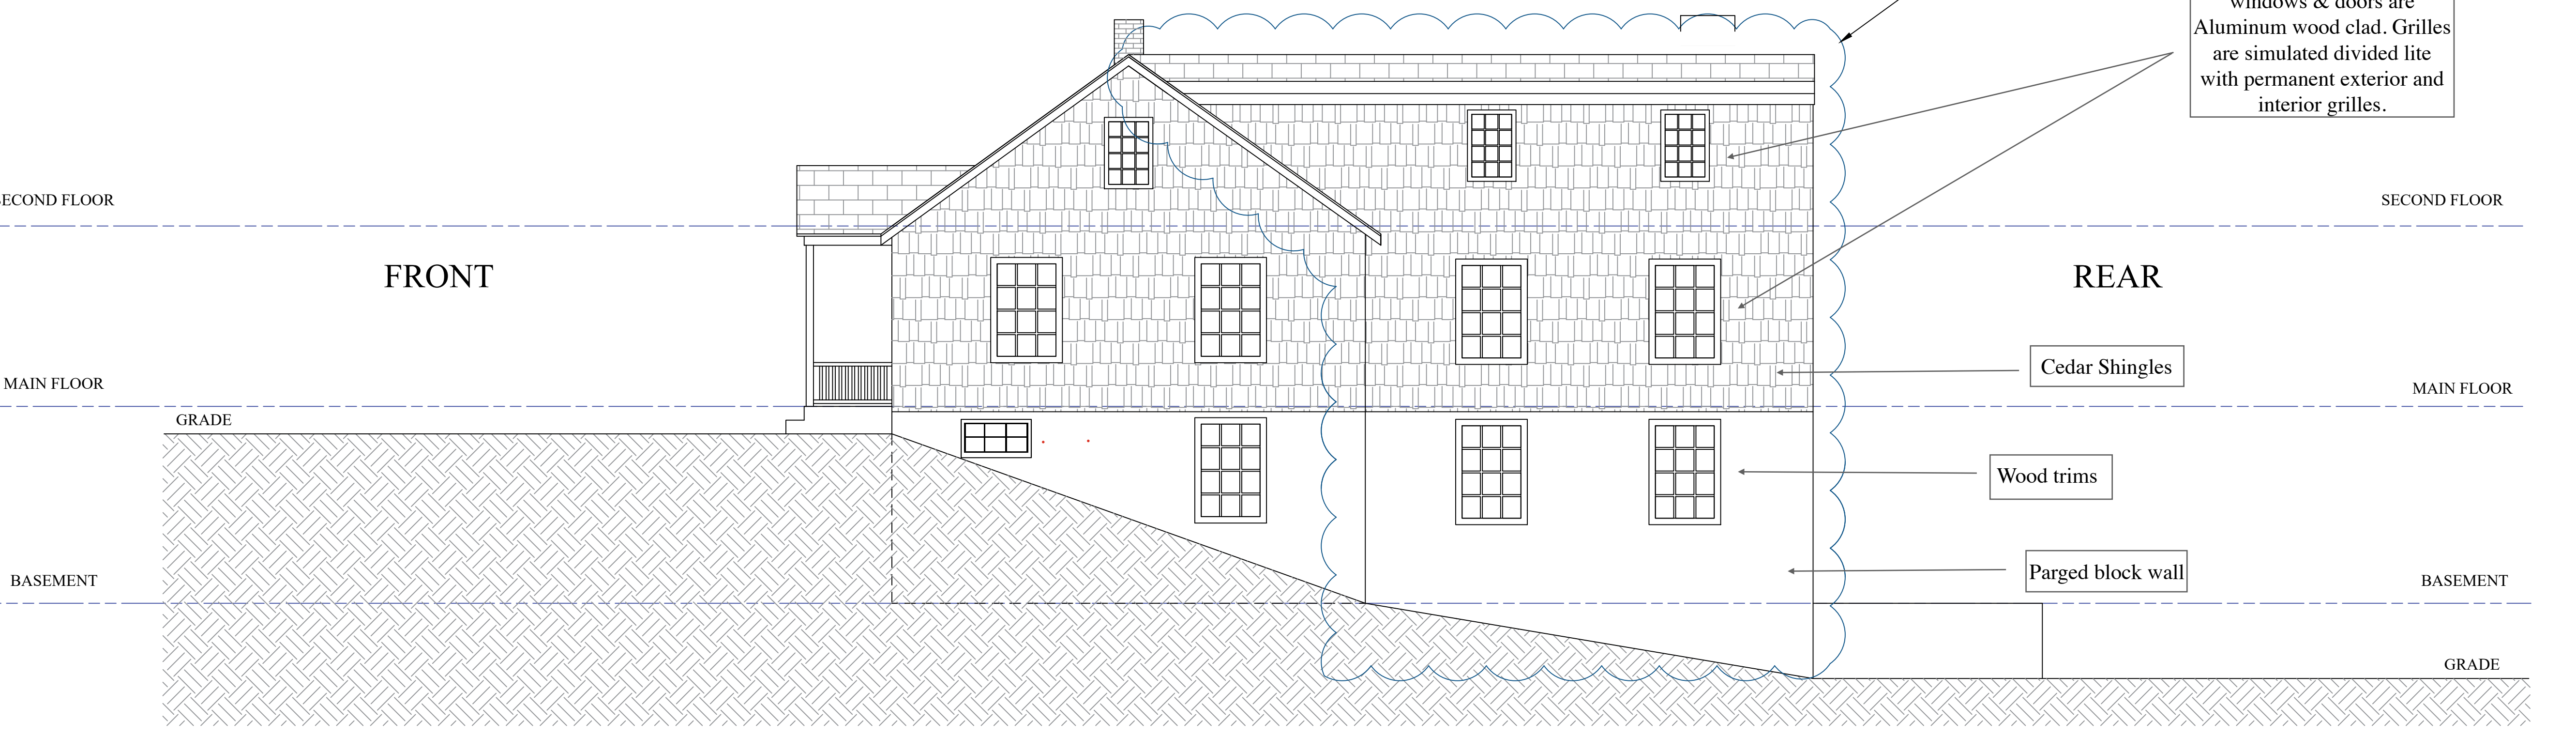 windows & doors are
Aluminum wood clad. Grilles
are simulated divided lite
with permanent exterior and
interior grilles.
SECOND FLOOR
SECOND FLOOR
FRONT
REAR
Cedar Shingles
MAIN FLOOR
MAIN FLOOR
GRADE
Wood trims
Parged block wall
BASEMENT
BASEMENT
GRADE